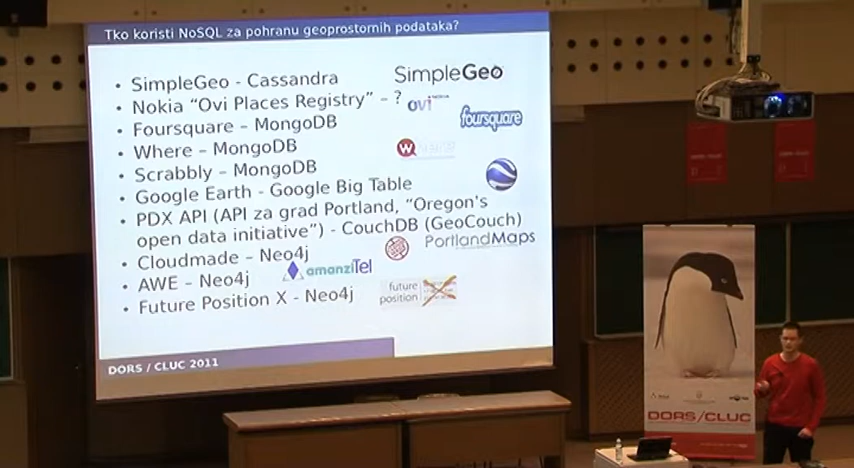 Tko koristi NoSQL za pohranu geoprostornih podataka?
• SimpleGeo - Cassandra
SimpleGeo
• Nokia “Ovi Places Registry” – ?
ovi
• Foursquare – MongoDB
foursquare
• Where – MongoDB
• Scrabbly – MongoDB
• Google Earth - Google Big Table
• PDX API (API za grad Portland, “Oregon's
open data initiative”) - CouchDB (GeoCouch)
PortlandMaps
• Cloudmade – Neo4j
• AWE – Neo4j
amanziTel
• Future Position X - Neo4j
future
position
DORS / CLUC 2011
DORS/CLUC